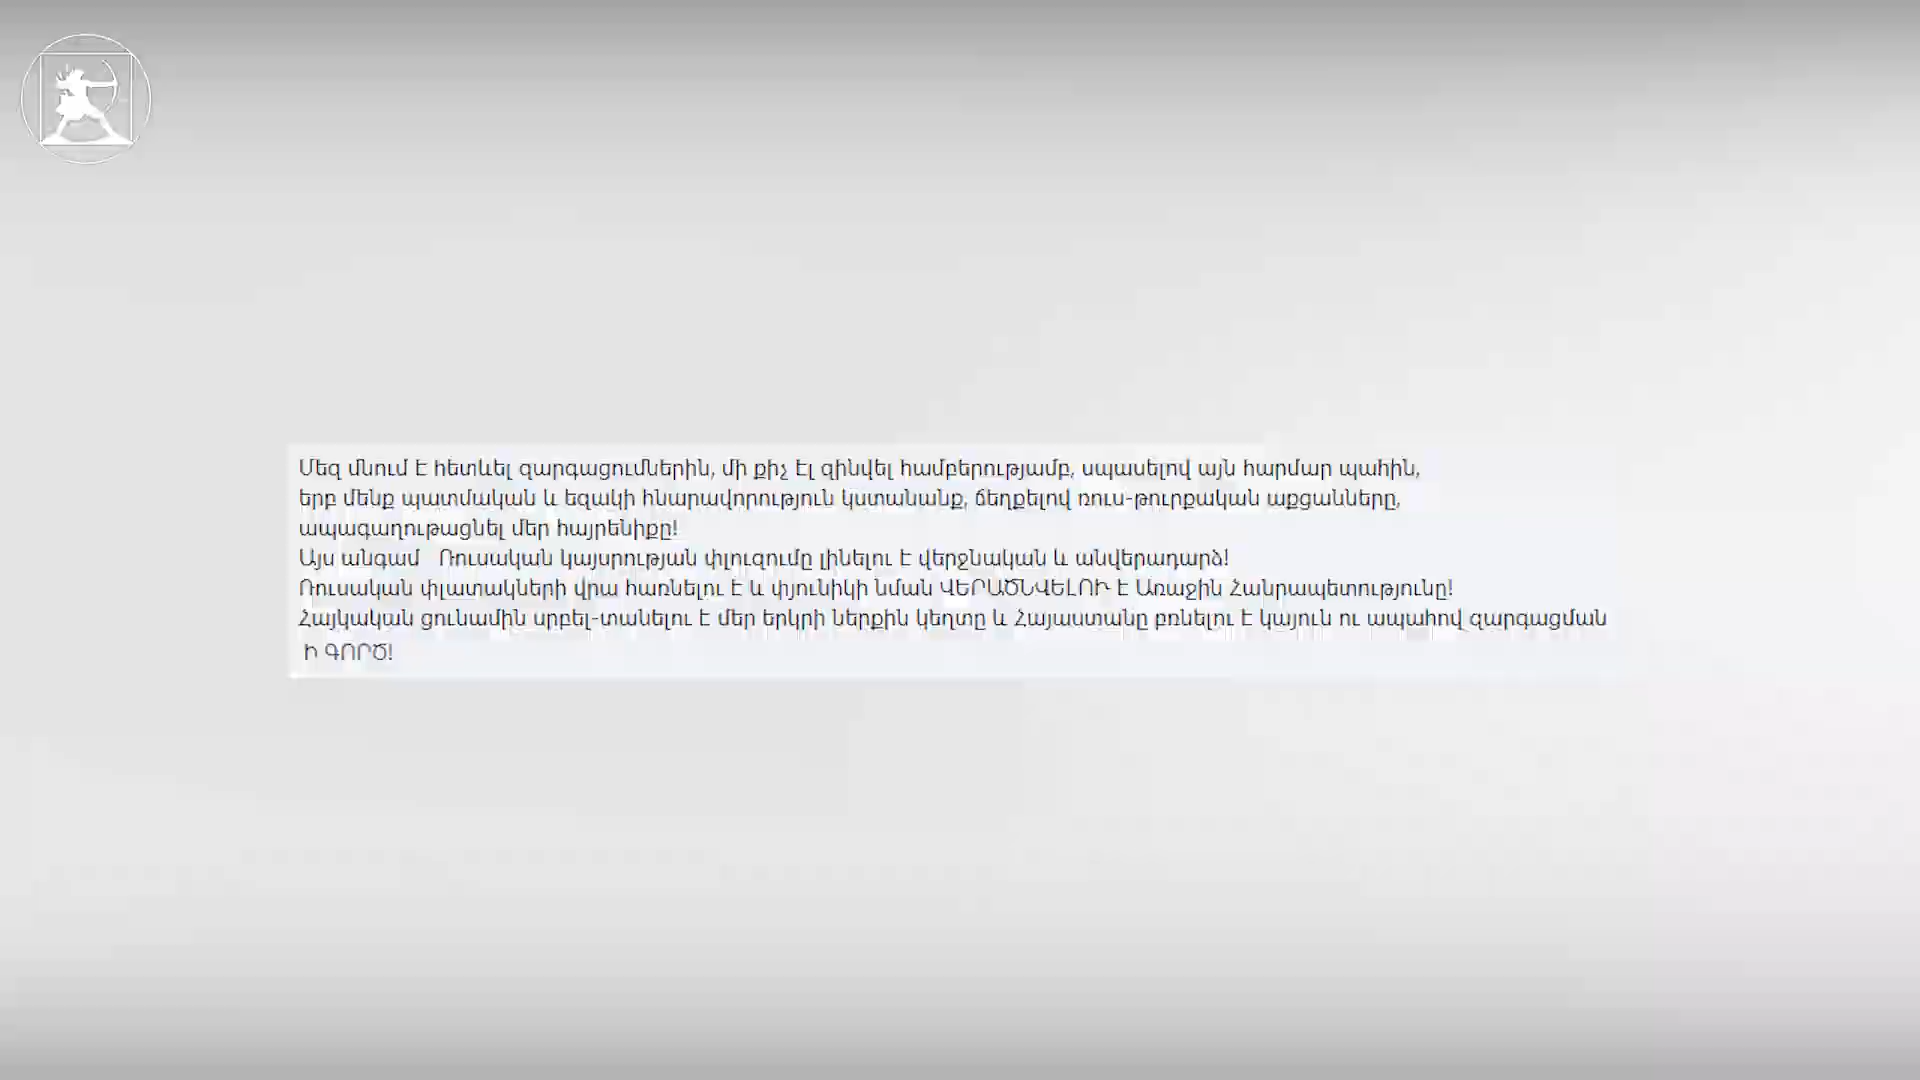 Մեզ մնում է հետևել զարգացումներին, մի քիչ էլ զինվել համբերությամբ, սպասելով այն հարմար պահին,
երբ մենք պատմական և եզակի հնարավորություն կստանանք, ճեղքելով ռուս-թուրքական աքցանները,
ապագաղութացնել մեր հայրենիքը!
Այս անգամ Ռուսական կայսրության փլուզումը լինելու է վերջնական և անվերադարձ!
Ռուսական փլատակների վրա հառնելու է և փյունիկի նման ՎԵՐԱԾՆՎԵԼՈՒ է Առաջին Հանրապետությունը!
Հայկական ցունամին սրբել-տանելու է մեր երկրի ներքին կեղտը և Հայաստանը բռնելու է կայուն ու ապահով զարգացման
Ի ԳՈՐԾ!